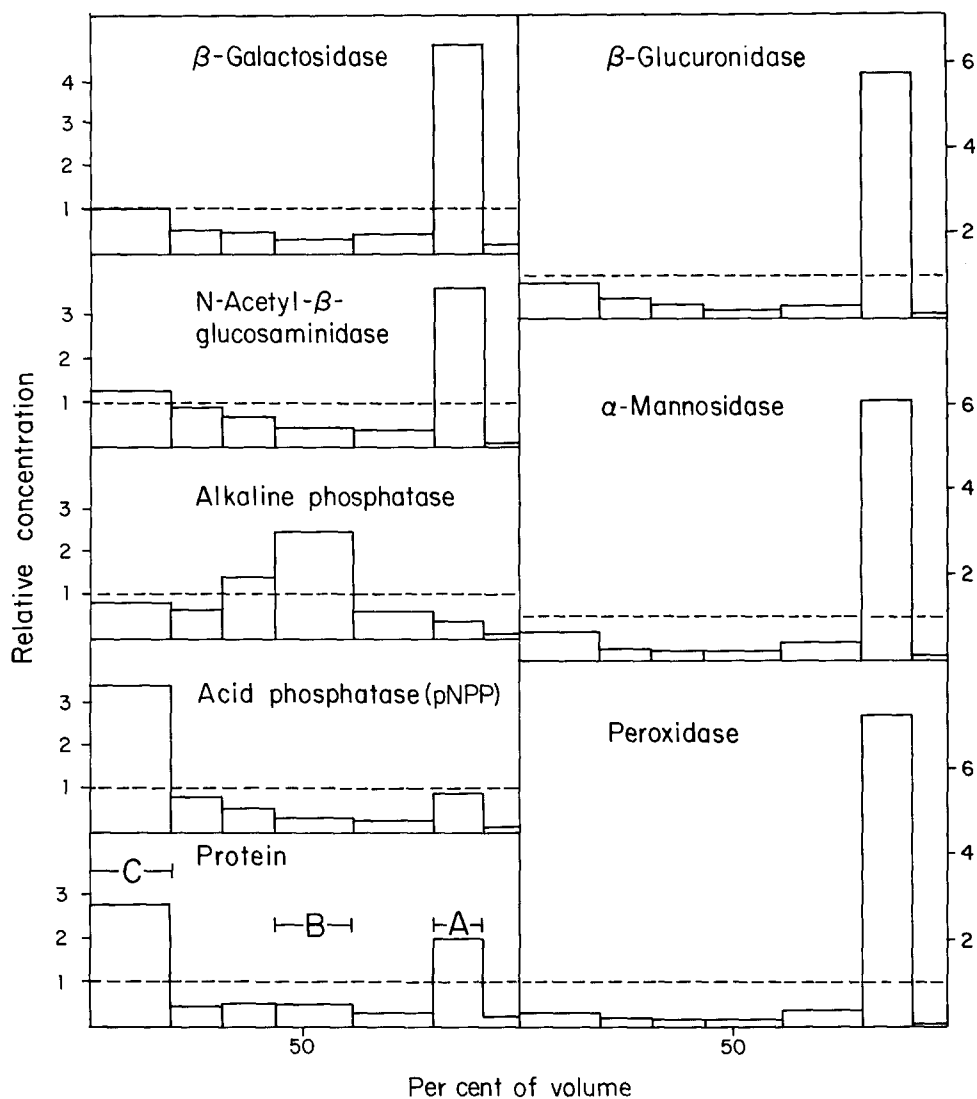 β-Galactosidase
4
3
2
1
N-Acetyl-β-
glucosaminidase
3
2
1
Alkaline phosphatase
3
2
1
Acid phosphatase (pNPP)
3
2
1
Protein
C
B
A
3
2
1
50
β-Glucuronidase
6
4
2
α-Mannosidase
6
4
2
Peroxidase
6
4
2
50
Relative concentration
Per cent of volume